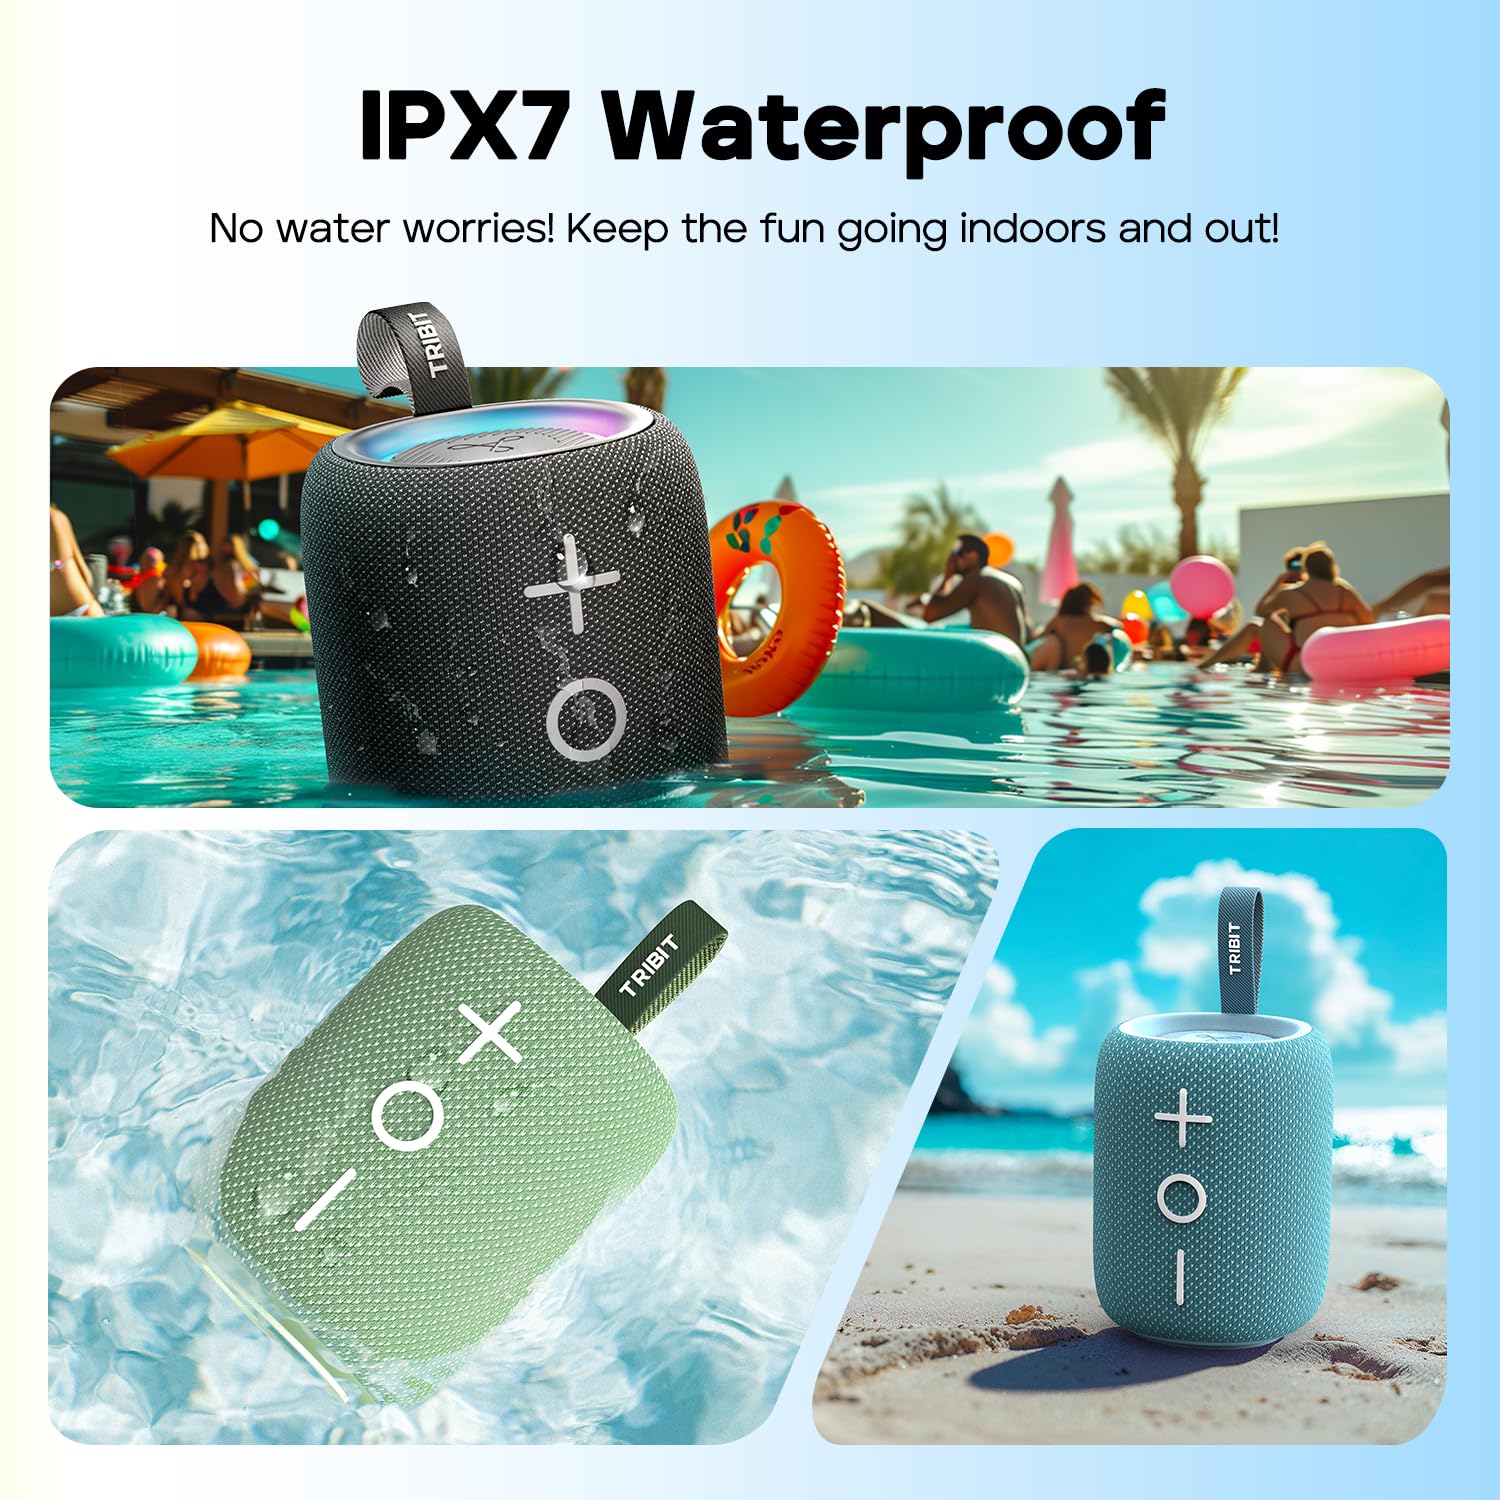 IPX7 Waterproof
No water worries! Keep the fun going indoors and out!
TRIBIT
TRIBIT
TRIBIT